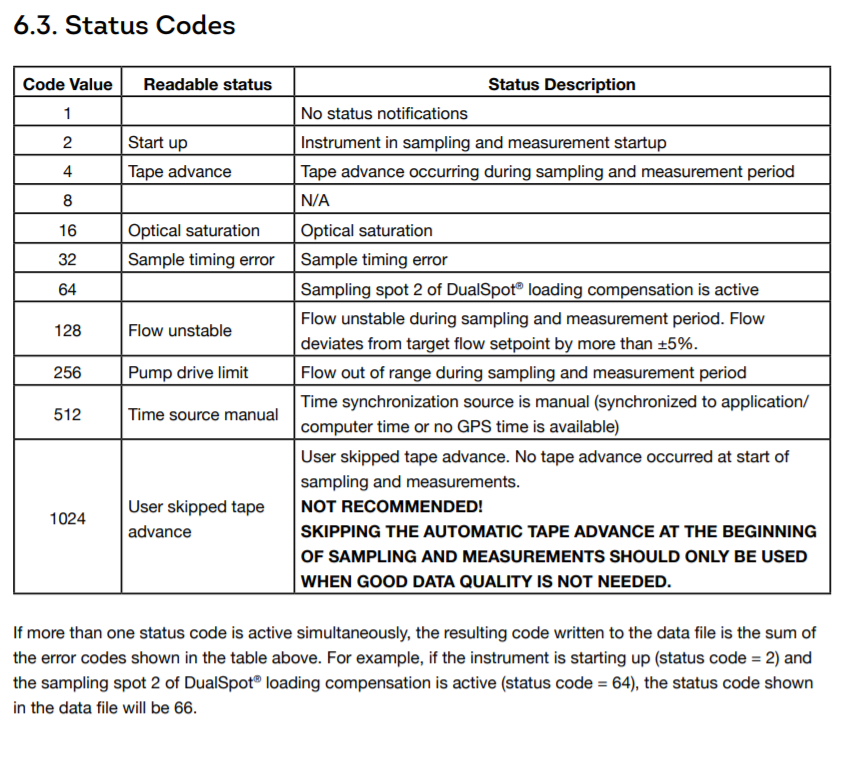 6.3. Status Codes
Code Value Readable status Status Description
1 No status notifications
2 Start up Instrument in sampling and measurement startup
4 Tape advance Tape advance occurring during sampling and measurement period
8 N/A
16 Optical saturation Optical saturation
32 Sample timing error Sample timing error
64 Sampling spot 2 of DualSpot® loading compensation is active
128 Flow unstable Flow unstable during sampling and measurement period. Flow
deviates from target flow setpoint by more than ±5%.
256 Pump drive limit Flow out of range during sampling and measurement period
512 Time source manual Time synchronization source is manual (synchronized to application/
computer time or no GPS time is available)
1024 User skipped tape
advance
User skipped tape advance. No tape advance occurred at start of
sampling and measurements.
NOT RECOMMENDED!
SKIPPING THE AUTOMATIC TAPE ADVANCE AT THE BEGINNING
OF SAMPLING AND MEASUREMENTS SHOULD ONLY BE USED
WHEN GOOD DATA QUALITY IS NOT NEEDED.
If more than one status code is active simultaneously, the resulting code written to the data file is the sum of
the error codes shown in the table above. For example, if the instrument is starting up (status code = 2) and
the sampling spot 2 of DualSpot® loading compensation is active (status code = 64), the status code shown
in the data file will be 66.